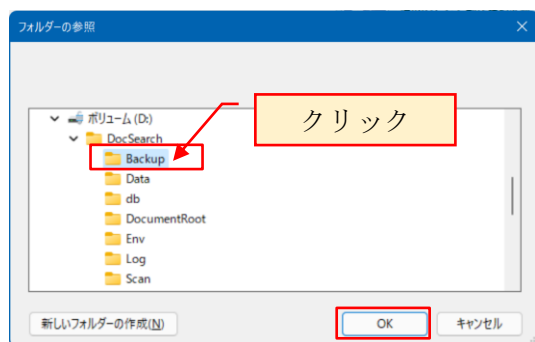 フォルダーの参照
ボリューム (D:)
クリック
DocSearch
Backup
Data
db
DocumentRoot
Env
Log
Scan
新しいフォルダーの作成(N)
OK
キャンセル